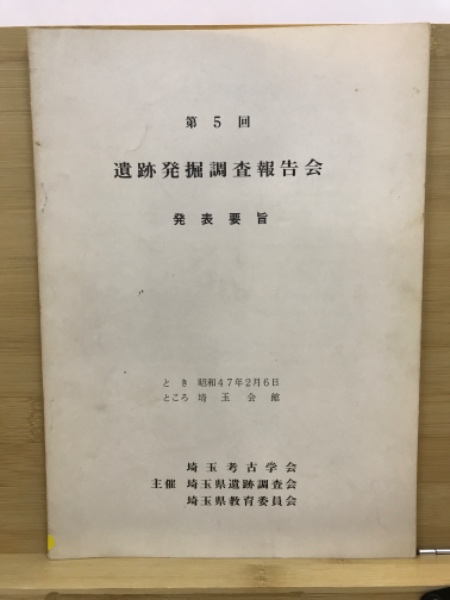 第5回
遺跡発掘調査報告会
発表要旨
とき 昭和47年2月6日
ところ 埼玉会館
埼玉考古学会
主催 埼玉県遺跡調査会
埼玉県教育委員会